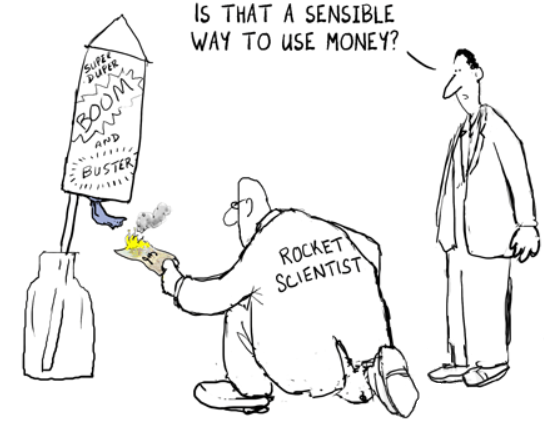 IS THAT A SENSIBLE
WAY TO USE MONEY?
SUPER
DUPER
BOOM
AND
BUSTER
£
ROCKET
SCIENTIST